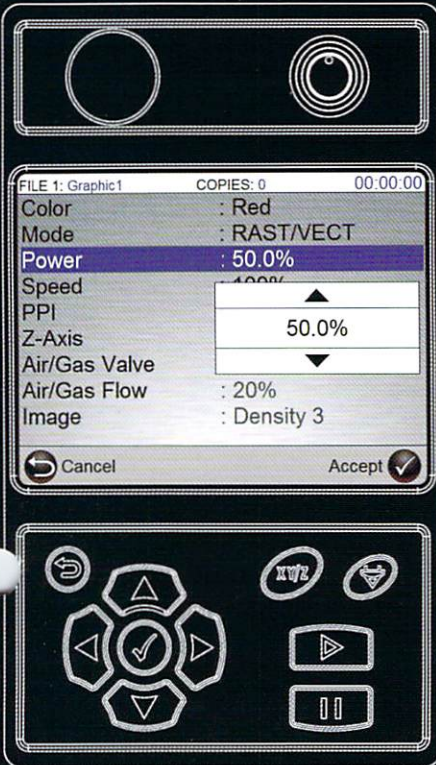 FILE 1: Graphic1 COPIES: 0 00:00:00
Color : Red
Mode : RAST/VECT
Power : 50.0%
Speed
PPI
50.0%
Z-Axis
Air/Gas Valve
Air/Gas Flow : 20%
Image : Density 3
Cancel Accept
XY/Z